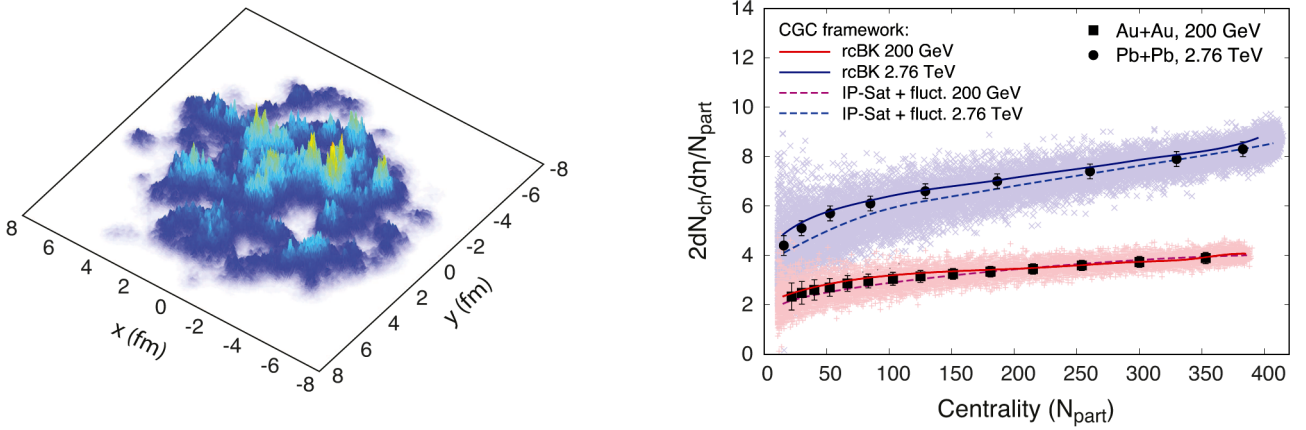 8
6
4
2
0
-2
-4
-6
-8
x (fm)
-8
-6
-4
-2
0
2
4
6
8
y (fm)
14
12
10
8
6
4
2
0
2dN_ch/dη/N_part
CGC framework:
rcBK 200 GeV
rcBK 2.76 TeV
IP-Sat + fluct. 200 GeV
IP-Sat + fluct. 2.76 TeV
Au+Au, 200 GeV
Pb+Pb, 2.76 TeV
0 50 100 150 200 250 300 350 400
Centrality (N_part)